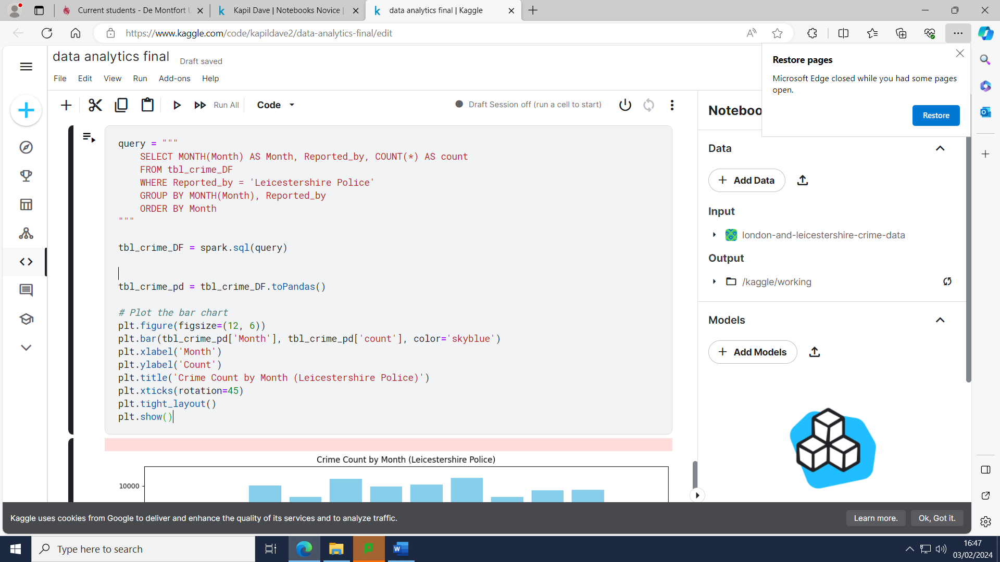 Current students - De Montfort U
Kapil Dave | Notebooks Novice |
data analytics final | Kaggle
https://www.kaggle.com/code/kapildave2/data-analytics-final/edit
data analytics final
Draft saved
File Edit View Run Add-ons Help
Run All
Code
Draft Session off (run a cell to start)
Restore pages
Microsoft Edge closed while you had some pages
open.
Restore
query = """
SELECT MONTH(Month) AS Month, Reported_by, COUNT(*) AS count
FROM tbl_crime_DF
WHERE Reported_by = 'Leicestershire Police'
GROUP BY MONTH(Month), Reported_by
ORDER BY Month
"""
tbl_crime_DF = spark.sql(query)
tbl_crime_pd = tbl_crime_DF.toPandas()
# Plot the bar chart
plt.figure(figsize=(12, 6))
plt.bar(tbl_crime_pd['Month'], tbl_crime_pd['count'], color='skyblue')
plt.xlabel('Month')
plt.ylabel('Count')
plt.title('Crime Count by Month (Leicestershire Police)')
plt.xticks(rotation=45)
plt.tight_layout()
plt.show()
Crime Count by Month (Leicestershire Police)
10000
Noteboo
Data
+ Add Data
Input
london-and-leicestershire-crime-data
Output
/kaggle/working
Models
+ Add Models
Kaggle uses cookies from Google to deliver and enhance the quality of its services and to analyze traffic.
Learn more.
Ok, Got it.
Type here to search
16:47
03/02/2024